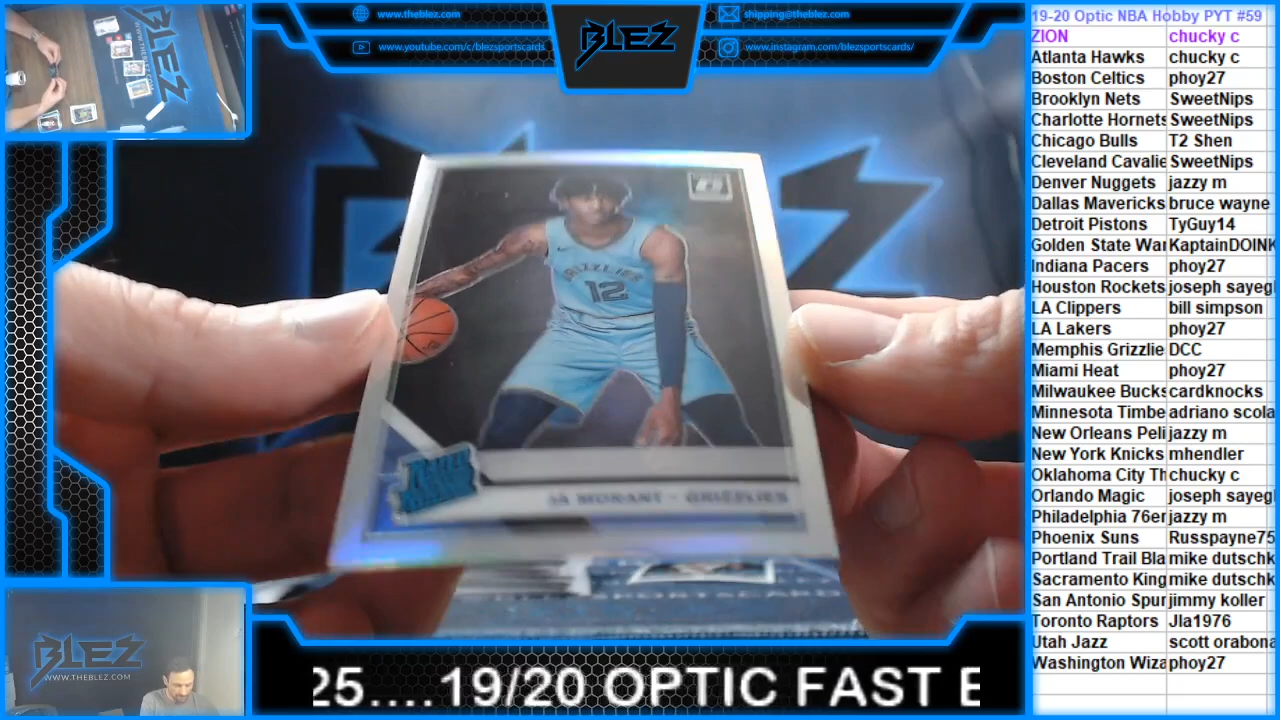 www.theblez.com
www.youtube.com/c/blezsportscards
BLEZ
shipping@theblez.com
www.instagram.com/blezsportscards/
BLEZ
GRIZZLIES
12
RATED ROOKIE
JA MORANT - GRIZZLIES
BLEZ
WWW.THEBLEZ.COM
25....19/20 OPTIC FAST
19-20 Optic NBA Hobby PYT #59
ZION chucky c
Atlanta Hawks chucky c
Boston Celtics phoy27
Brooklyn Nets SweetNips
Charlotte Hornets SweetNips
Chicago Bulls T2 Shen
Cleveland Cavalie SweetNips
Denver Nuggets jazzy m
Dallas Mavericks bruce wayne
Detroit Pistons TyGuy14
Golden State War KaptainDOINK
Indiana Pacers phoy27
Houston Rockets joseph sayeg
LA Clippers bill simpson
LA Lakers phoy27
Memphis Grizzlie DCC
Miami Heat phoy27
Milwaukee Bucks cardknocks
Minnesota Timbe adriano scola
New Orleans Peli jazzy m
New York Knicks mhendler
Oklahoma City Th chucky c
Orlando Magic joseph sayeg
Philadelphia 76er jazzy m
Phoenix Suns Russpayne75
Portland Trail Bla mike dutschk
Sacramento King mike dutschk
San Antonio Spur jimmy koller
Toronto Raptors Jla1976
Utah Jazz scott orabona
Washington Wiza phoy27